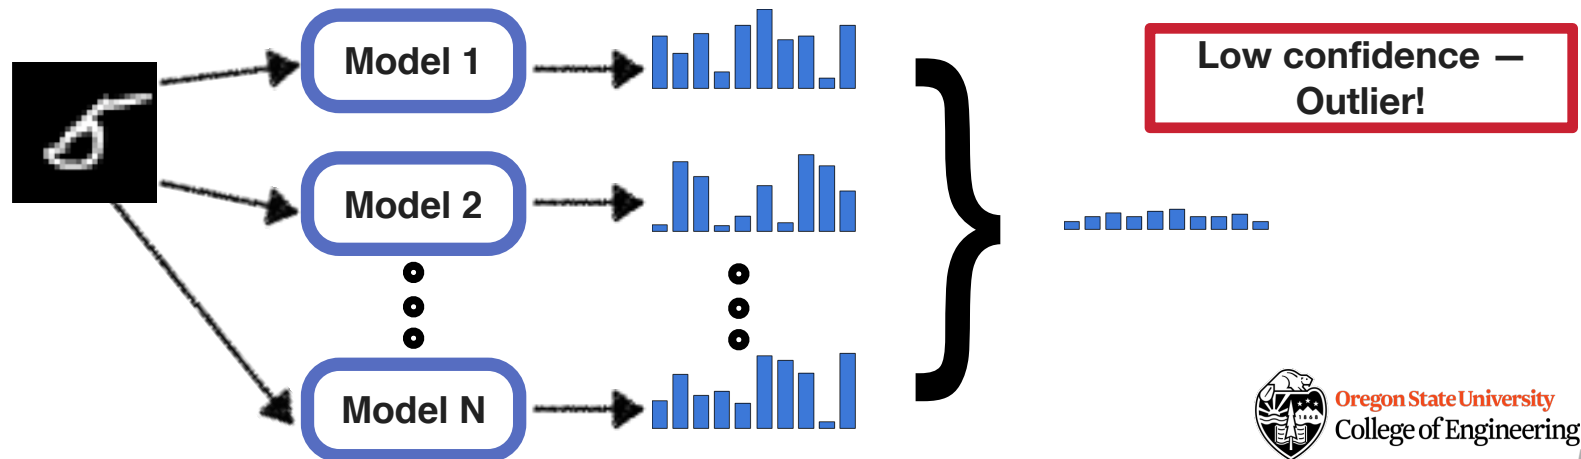 Model 1
Low confidence –
Outlier!
Model 2
Model N
Oregon State University
College of Engineering